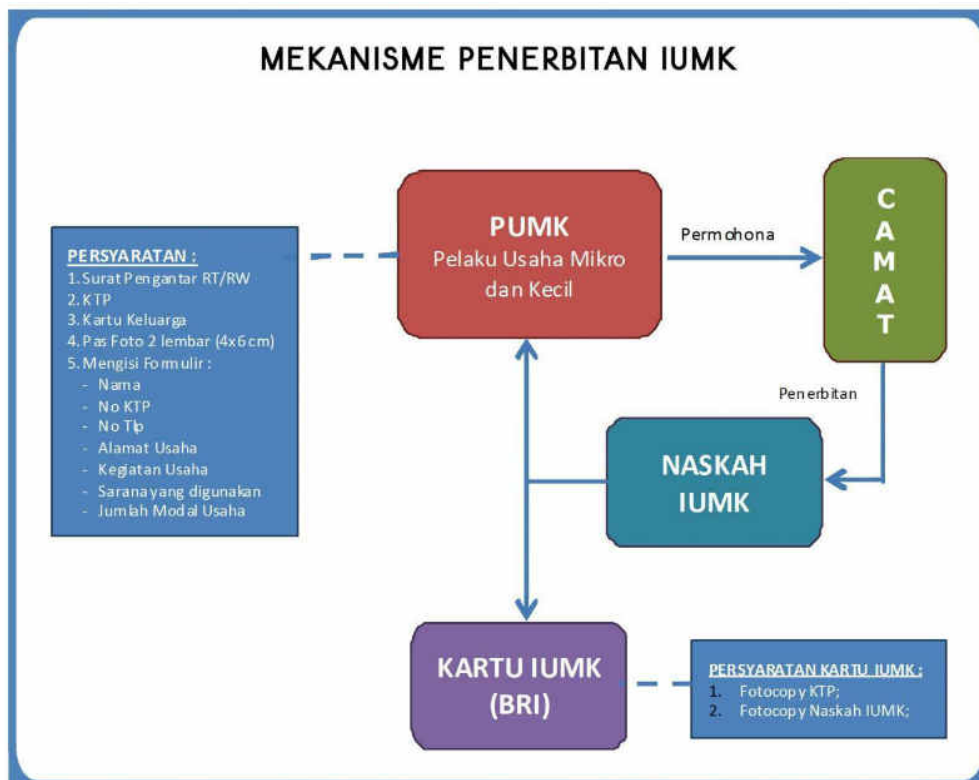 MEKANISME PENERBITAN IUMK
PERSYARATAN :
1. Surat Pengantar RT/RW
2. KTP
3. Kartu Keluarga
4. Pas Foto 2 lembar (4x6 cm)
5. Mengisi Formulir :
- Nama
- No KTP
- No Tlp
- Alamat Usaha
- Kegiatan Usaha
- Sarana yang digunakan
- Jumlah Modal Usaha
PUMK
Pelaku Usaha Mikro
dan Kecil
Permohona
C
A
M
A
T
Penerbitan
NASKAH
IUMK
KARTU IUMK
(BRI)
PERSYARATAN KARTU IUMK :
1. Fotocopy KTP;
2. Fotocopy Naskah IUMK;